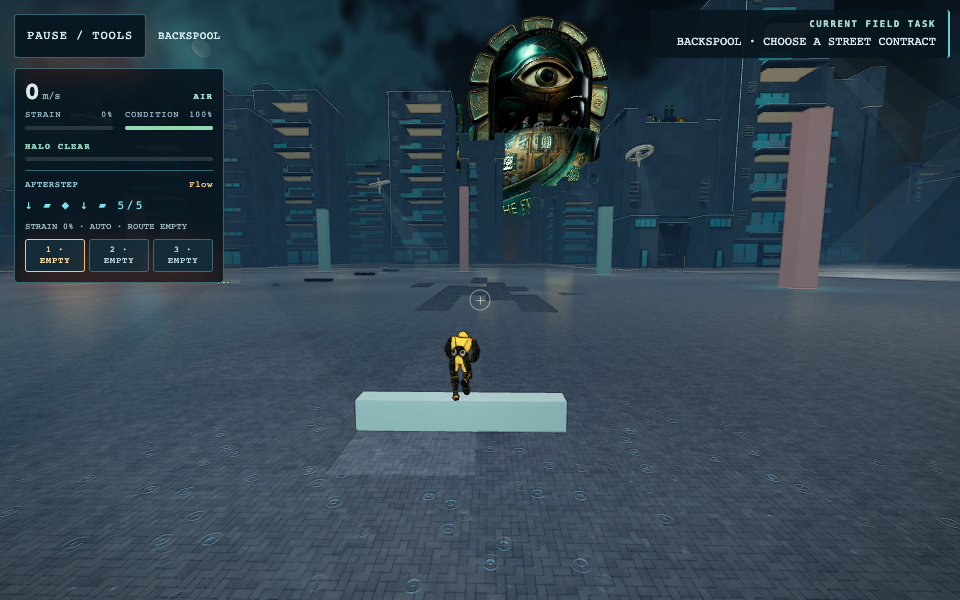 PAUSE / TOOLS
BACKSPOOL
CURRENT FIELD TASK
BACKSPOOL · CHOOSE A STREET CONTRACT
0 m/s
AIR
STRAIN 0%
CONDITION 100%
HALO CLEAR
AFTERSTEP
Flow
5/5
STRAIN 0% · AUTO · ROUTE EMPTY
1 · EMPTY
2 · EMPTY
3 · EMPTY